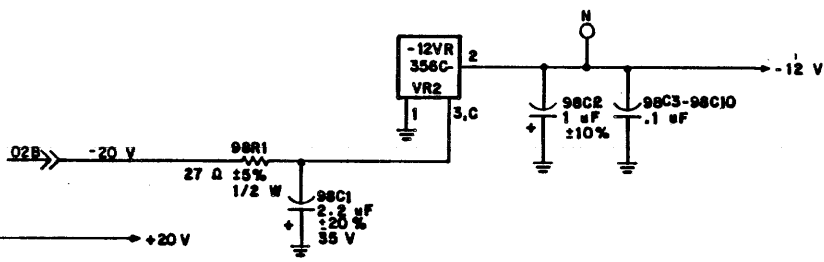 N
-12VR
356C-
VR2
2
1
3,C
-12 V
98C2
1 uF
±10%
98C3-98C10
.1 uF
02B
-20 V
98R1
27 Ω ±5%
1/2 W
98C1
2.2 uF
±20%
35 V
+
+
+20 V